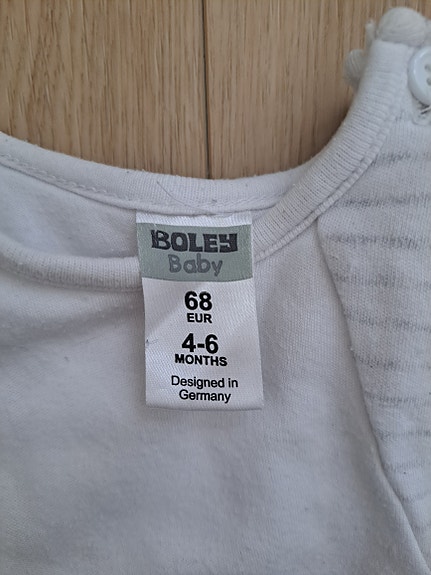 BOLEY
Baby
68
EUR
4-6
MONTHS
Designed in
Germany